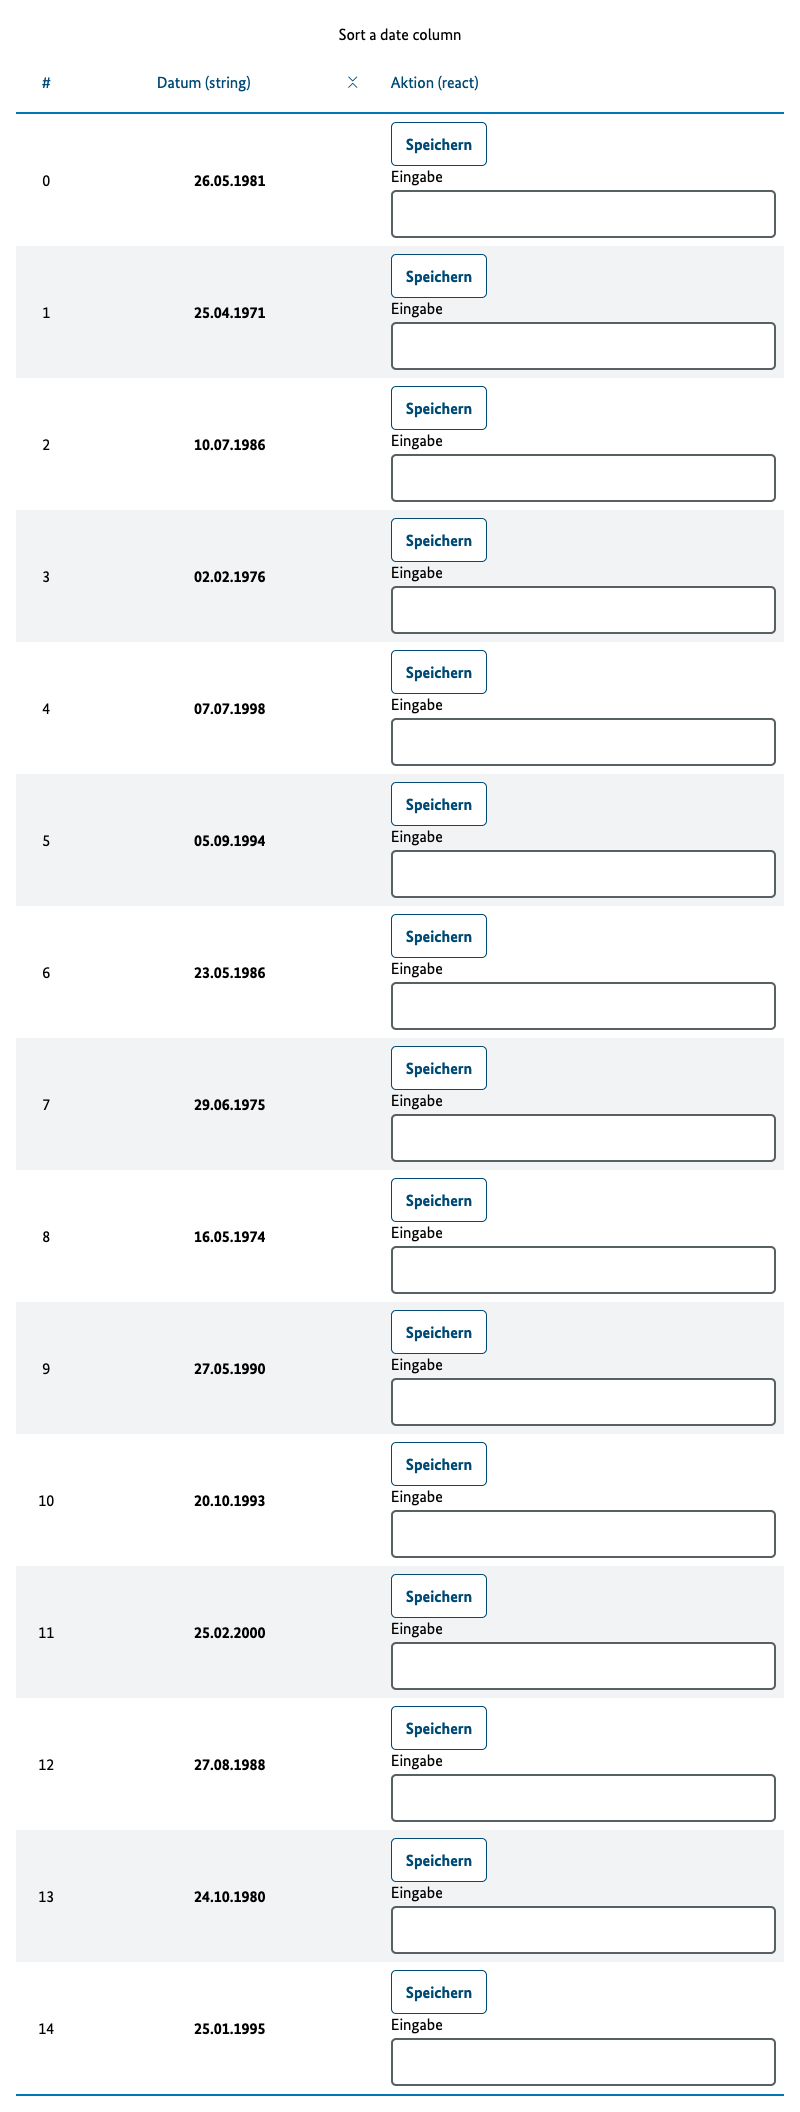 Sort a date column
# Datum (string) Aktion (react)
Speichern
Eingabe
0 26.05.1981
Speichern
Eingabe
1 25.04.1971
Speichern
Eingabe
2 10.07.1986
Speichern
Eingabe
3 02.02.1976
Speichern
Eingabe
4 07.07.1998
Speichern
Eingabe
5 05.09.1994
Speichern
Eingabe
6 23.05.1986
Speichern
Eingabe
7 29.06.1975
Speichern
Eingabe
8 16.05.1974
Speichern
Eingabe
9 27.05.1990
Speichern
Eingabe
10 20.10.1993
Speichern
Eingabe
11 25.02.2000
Speichern
Eingabe
12 27.08.1988
Speichern
Eingabe
13 24.10.1980
Speichern
Eingabe
14 25.01.1995